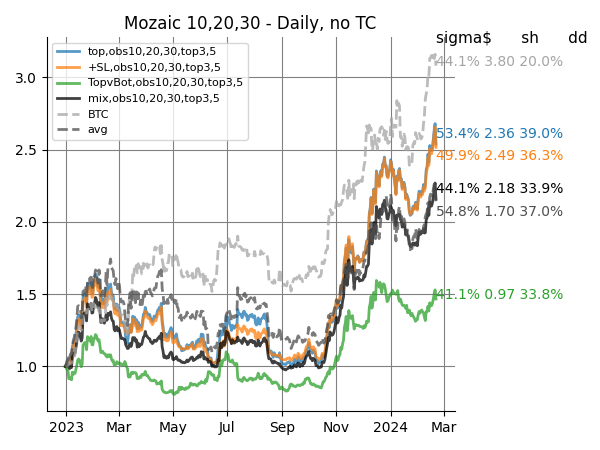 Mozaic 10,20,30 - Daily, no TC
sigma$ sh dd
top,obs10,20,30,top3,5
+SL,obs10,20,30,top3,5
TopvBot,obs10,20,30,top3,5
mix,obs10,20,30,top3,5
BTC
avg
44.1% 3.80 20.0%
53.4% 2.36 39.0%
49.9% 2.49 36.3%
44.1% 2.18 33.9%
54.8% 1.70 37.0%
41.1% 0.97 33.8%
3.0
2.5
2.0
1.5
1.0
2023 Mar May Jul Sep Nov 2024 Mar